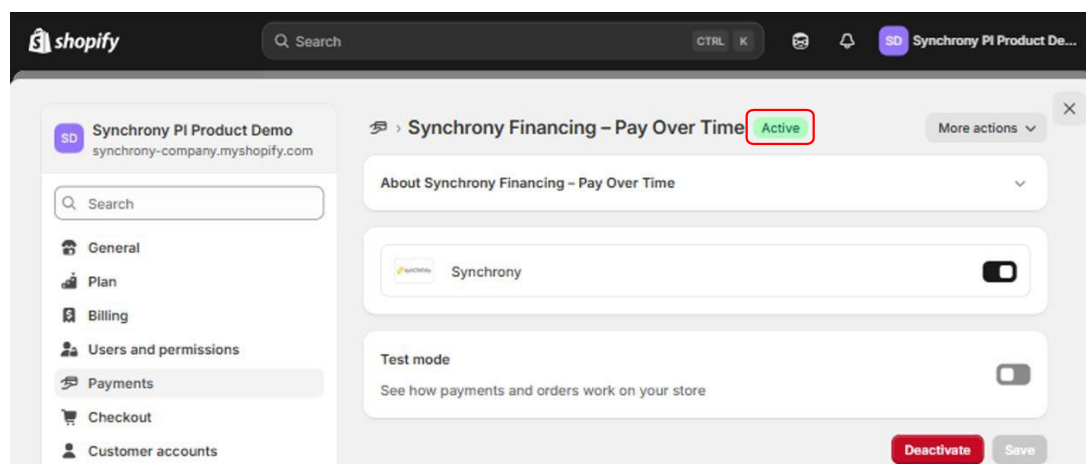 shopify
Search
CTRL K
SD
Synchrony PI Product De...
SD
Synchrony PI Product Demo
synchrony-company.myshopify.com
Search
General
Plan
Billing
Users and permissions
Payments
Checkout
Customer accounts
Synchrony Financing – Pay Over Time
Active
More actions
About Synchrony Financing – Pay Over Time
synchrony
Synchrony
Test mode
See how payments and orders work on your store
Deactivate
Save